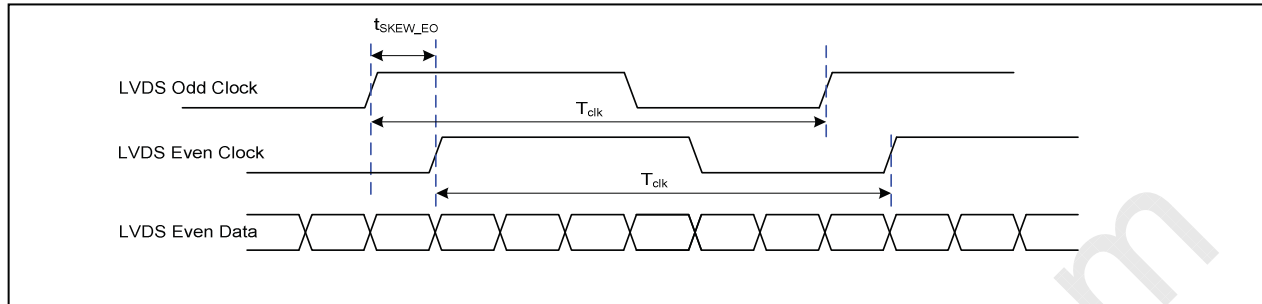 tSKEW_EO
LVDS Odd Clock
Tclk
LVDS Even Clock
Tclk
LVDS Even Data
m